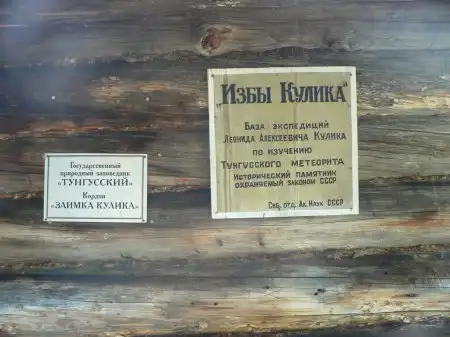 Государственный
природный заповедник
«ТУНГУССКИЙ»
Кордон
«ЗАИМКА КУЛИКА»
„Избы Кулика“
База экспедиций
Леонида Алексеевича Кулика
по изучению
Тунгусского метеорита
Исторический памятник
охраняемый законом СССР
Сиб. отд. Ак. Наук СССР